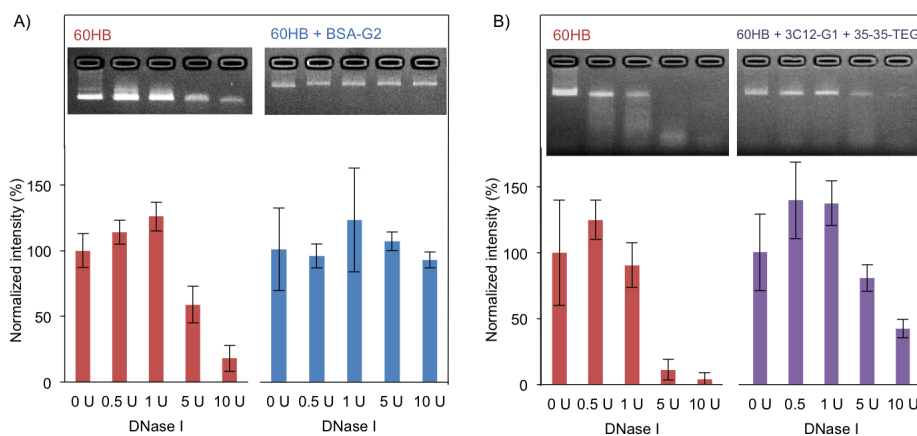 A)
60HB
60HB + BSA-G2
Normalized intensity (%)
150
100
50
0
0 U 0.5 U 1 U 5 U 10 U
DNase I
0 U 0.5 U 1 U 5 U 10 U
DNase I
B)
60HB
60HB + 3C12-G1 + 35-35-TEG
Normalized intensity (%)
150
100
50
0
0 U 0.5 U 1 U 5 U 10 U
DNase I
0 U 0.5 1 U 5 U 10 U
DNase I